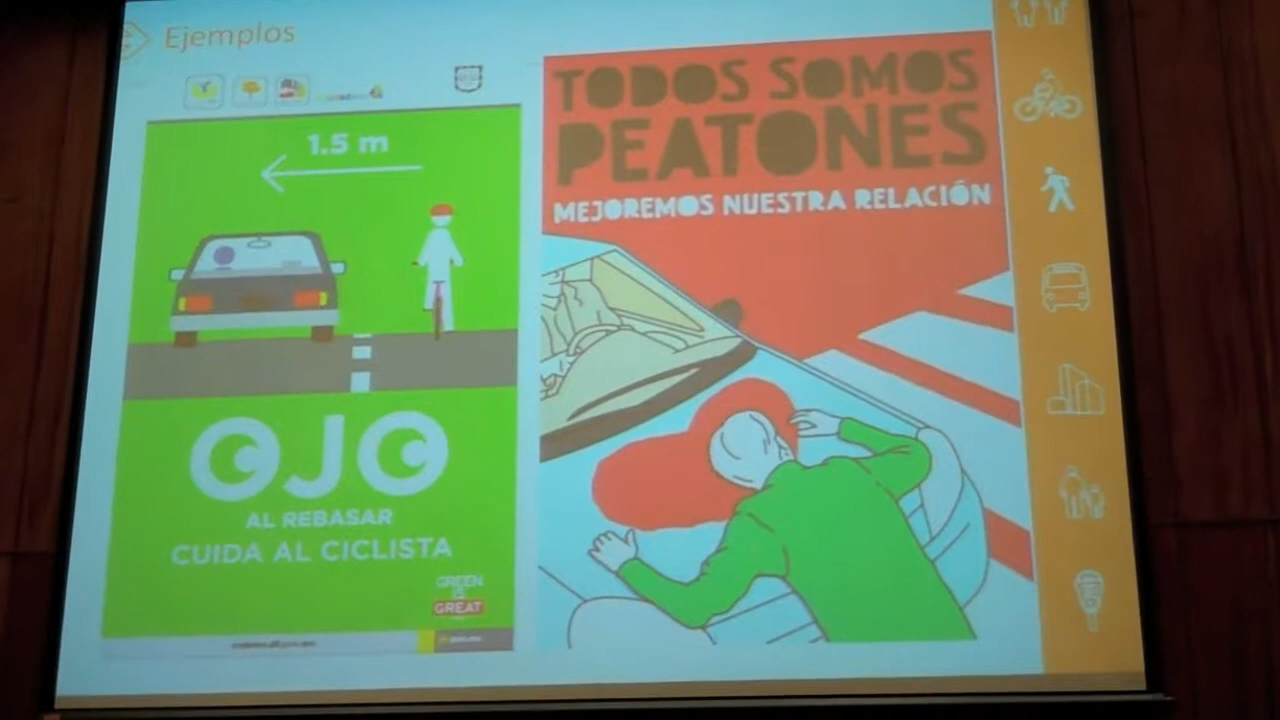 Ejemplos
1.5 m
OJO
AL REBASAR
CUIDA AL CICLISTA
GREEN
IS
GREAT
TODOS SOMOS
PEATONES
MEJOREMOS NUESTRA RELACIÓN